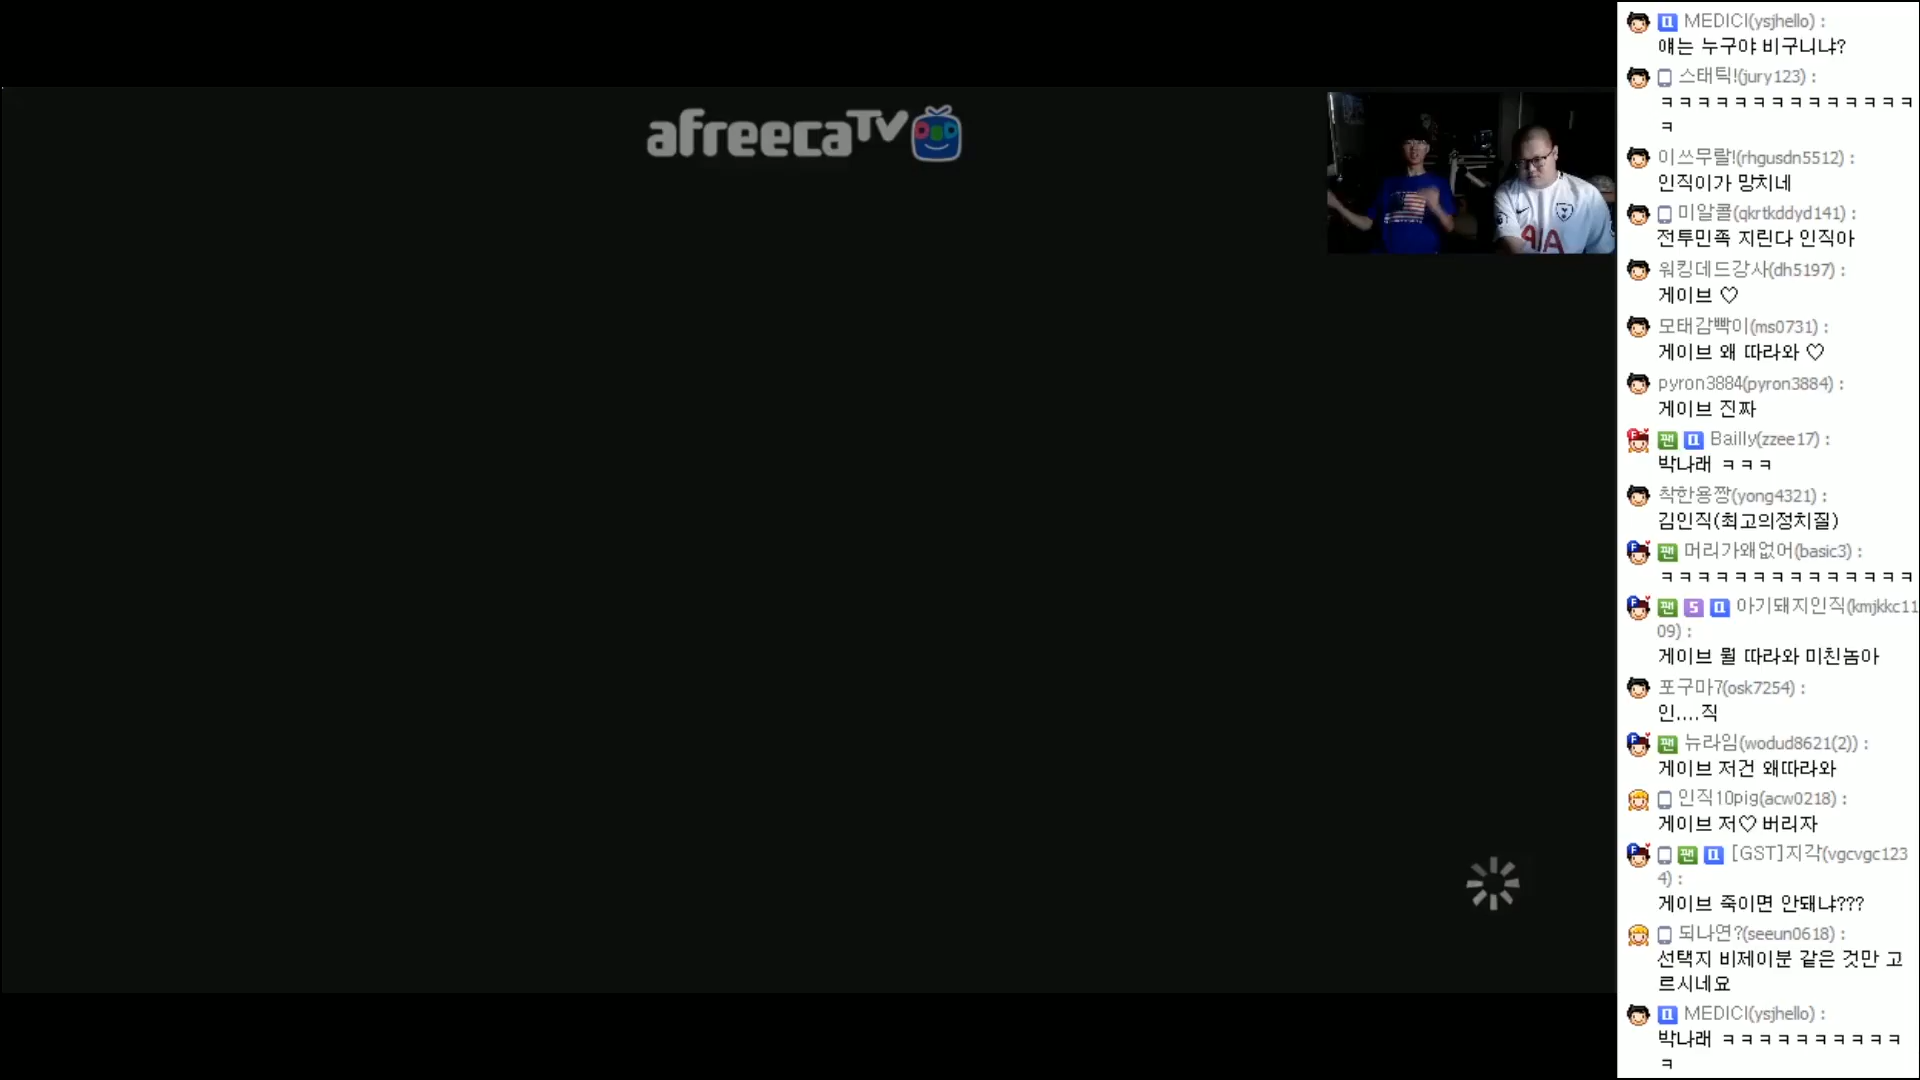 afreecaTV
AIA
MEDICI(ysjhello) :
얘는 누구야 비구니냐?
스태틱!(jury123) :
ㅋㅋㅋㅋㅋㅋㅋㅋㅋㅋㅋㅋㅋㅋ
ㅋ
이쓰무랄!(rhgusdn5512) :
인직이가 망치네
미알콜(qkrtkddyd141) :
전투민족 지린다 인직아
워킹데드강사(dh5197) :
게이브 ♡
모태감빡이(ms0731) :
게이브 왜 따라와 ♡
pyron3884(pyron3884) :
게이브 진짜
팬 Bailly(zzee17) :
박나래 ㅋㅋㅋ
착한용짱(yong4321) :
김인직(최고의정치질)
팬 머리가왜없어(basic3) :
ㅋㅋㅋㅋㅋㅋㅋㅋㅋㅋㅋㅋㅋㅋ
팬 S 아기돼지인직(kmjkkc11
09) :
게이브 뭘 따라와 미친놈아
포구마7(osk7254) :
인....직
팬 뉴라임(wodud8621(2)) :
게이브 저건 왜따라와
인직10pig(acw0218) :
게이브 저♡ 버리자
팬 [GST]지각(vgcvgc123
4) :
게이브 죽이면 안돼냐???
되나연?(seeun0618) :
선택지 비제이분 같은 것만 고
르시네요
MEDICI(ysjhello) :
박나래 ㅋㅋㅋㅋㅋㅋㅋㅋㅋㅋ
ㅋ